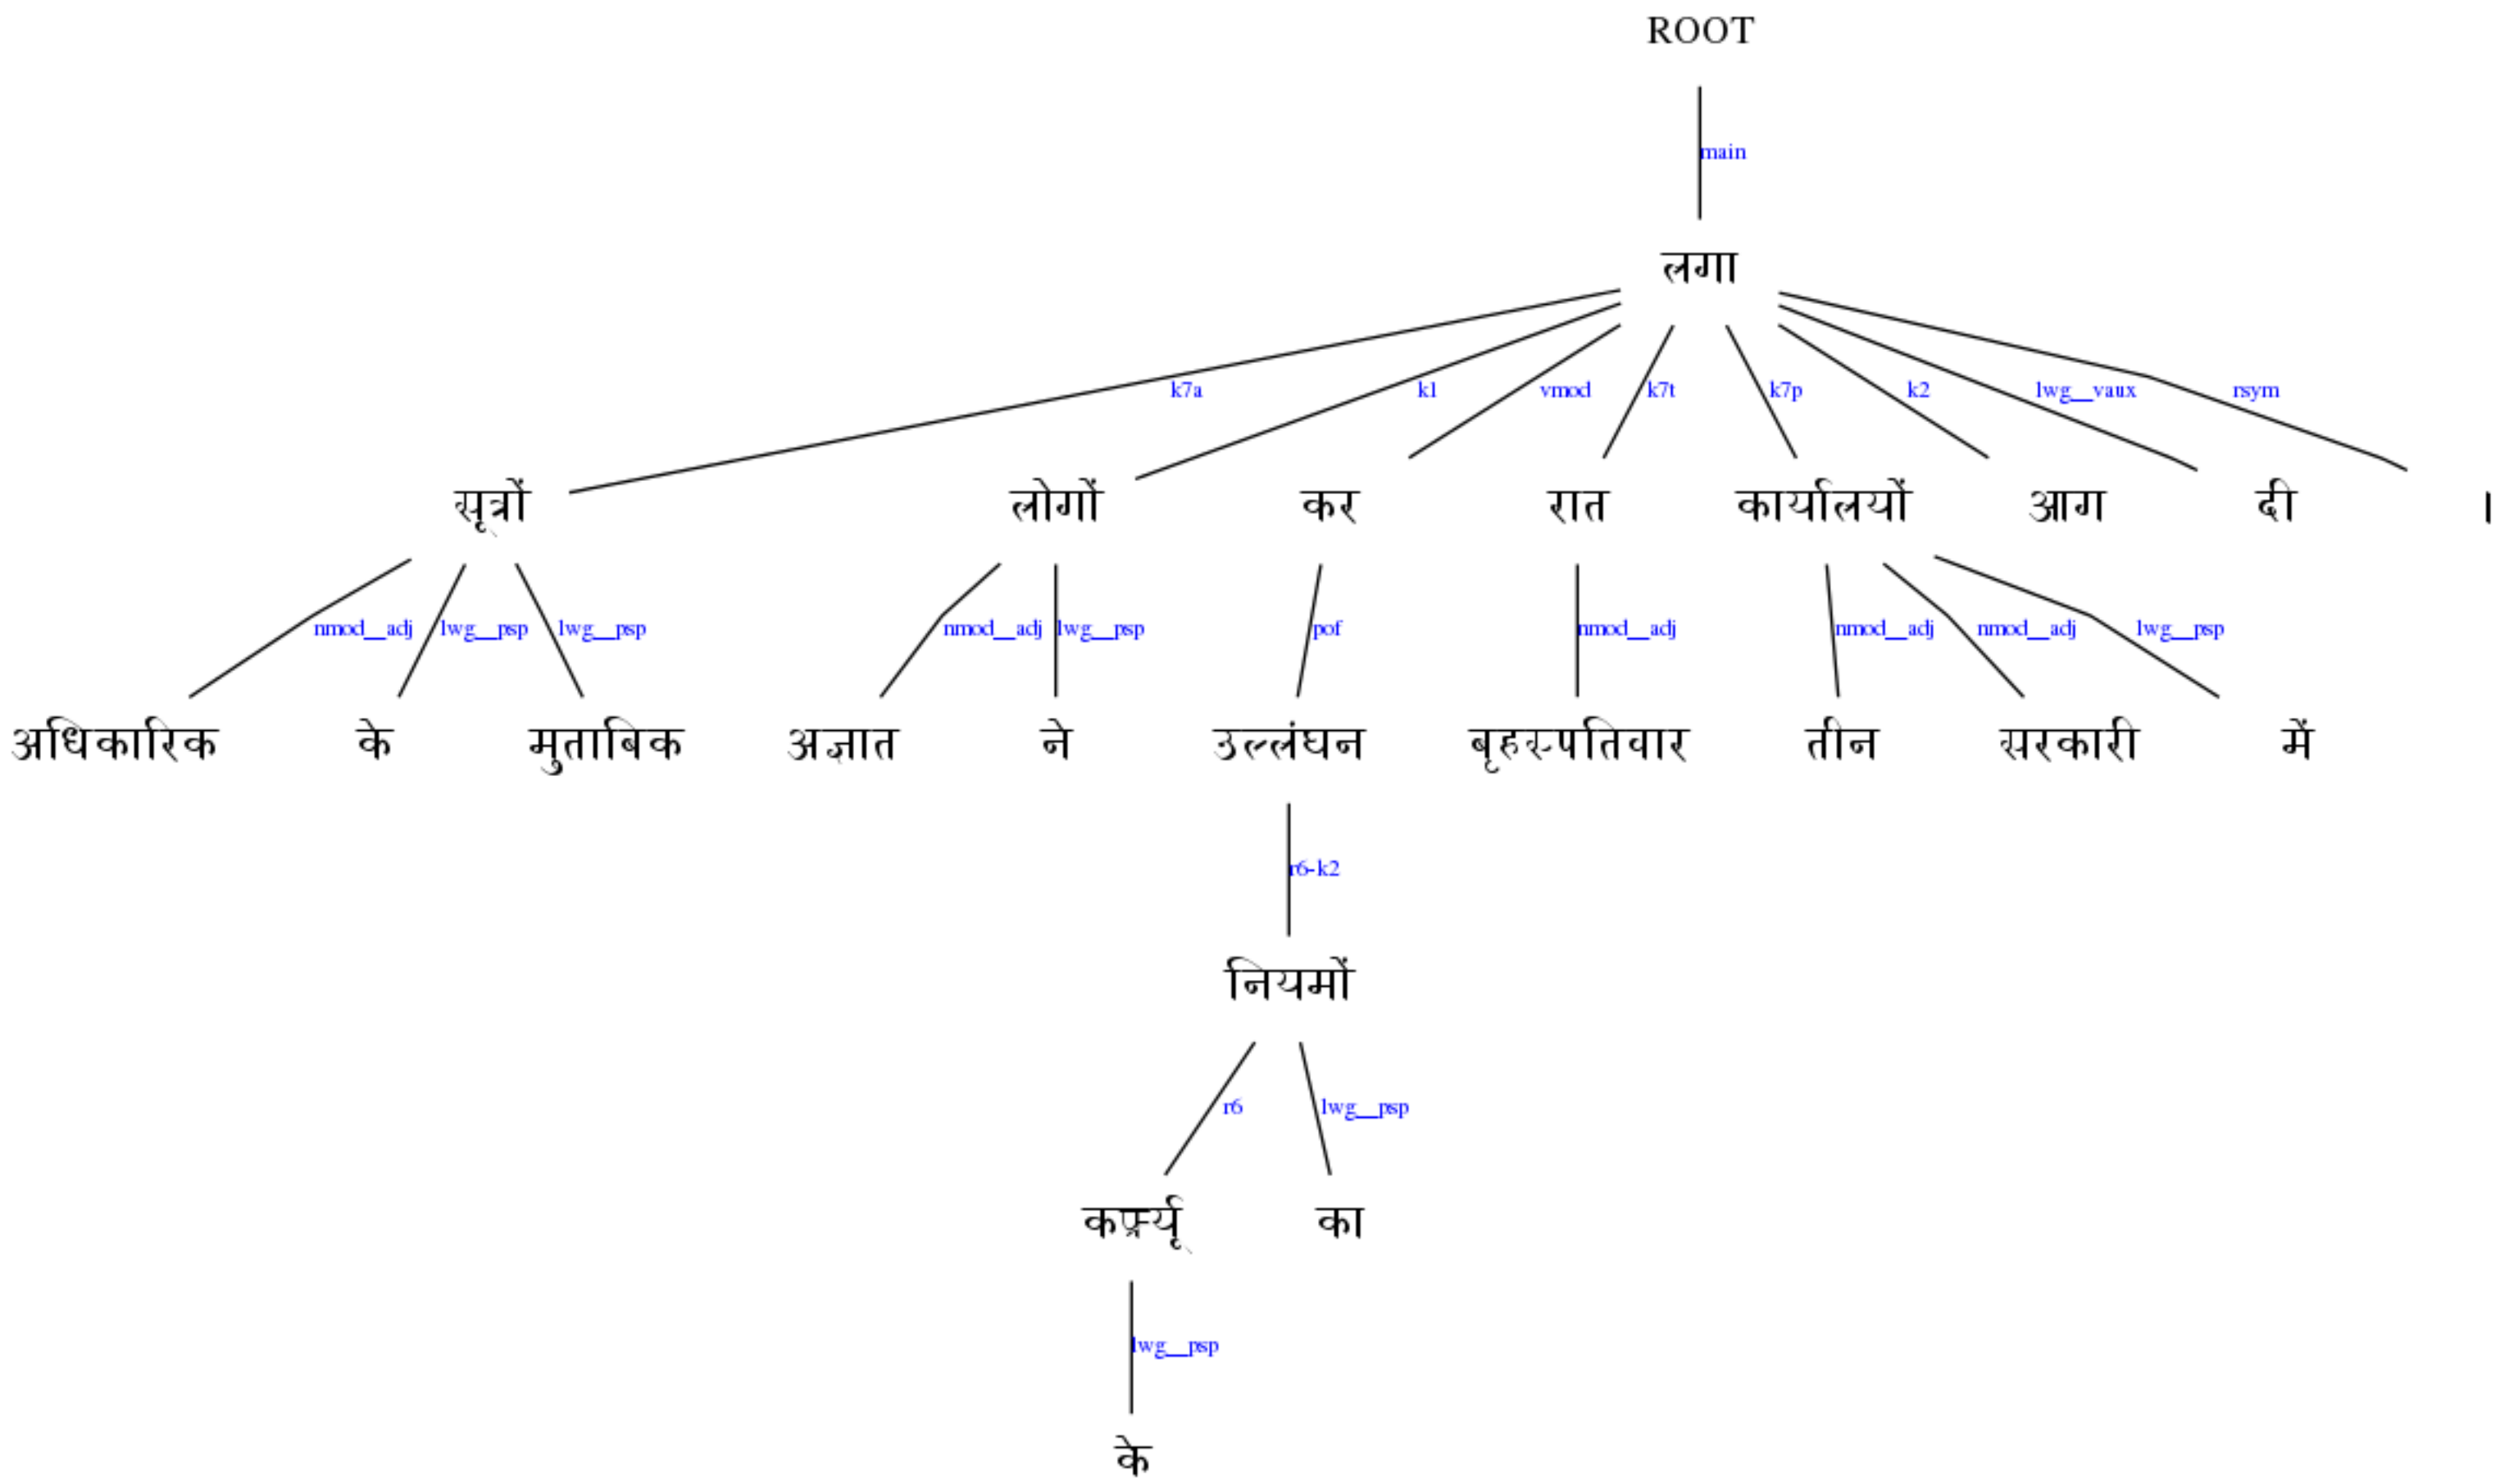 ROOT
main
लगा
k7a k1 vmod k7t k7p k2 lwg__vaux rsym
सूत्रों लोगों कर रात कार्यालयों आग दी ।
nmod__adj lwg__psp lwg__psp nmod__adj lwg__psp pof nmod__adj nmod__adj nmod__adj lwg__psp
अधिकारिक के मुताबिक अज्ञात ने उल्लंघन बृहस्पतिवार तीन सरकारी में
r6-k2
नियमों
r6 lwg__psp
कर्फ़्यू का
lwg__psp
के